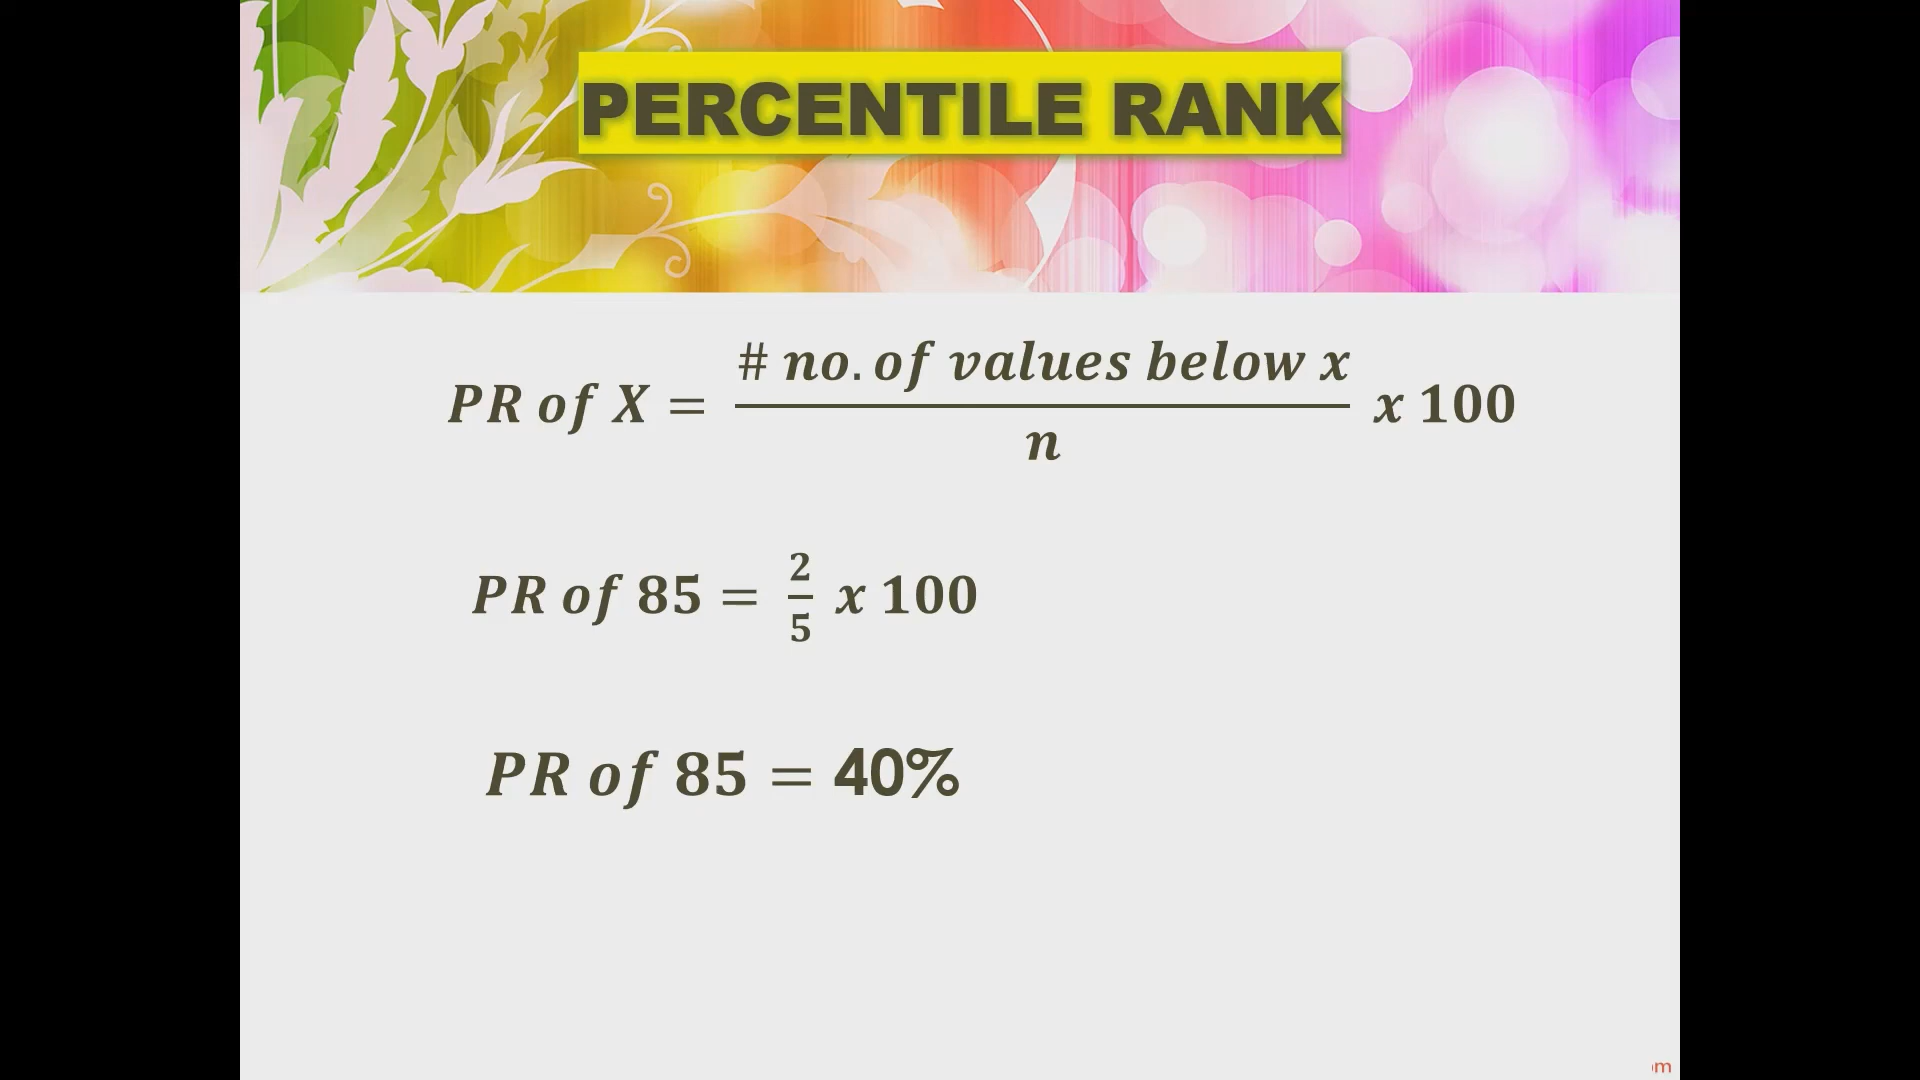 PERCENTILE RANK
PR of X = # no. of values below x / n x 100
PR of 85 = 2/5 x 100
PR of 85 = 40%